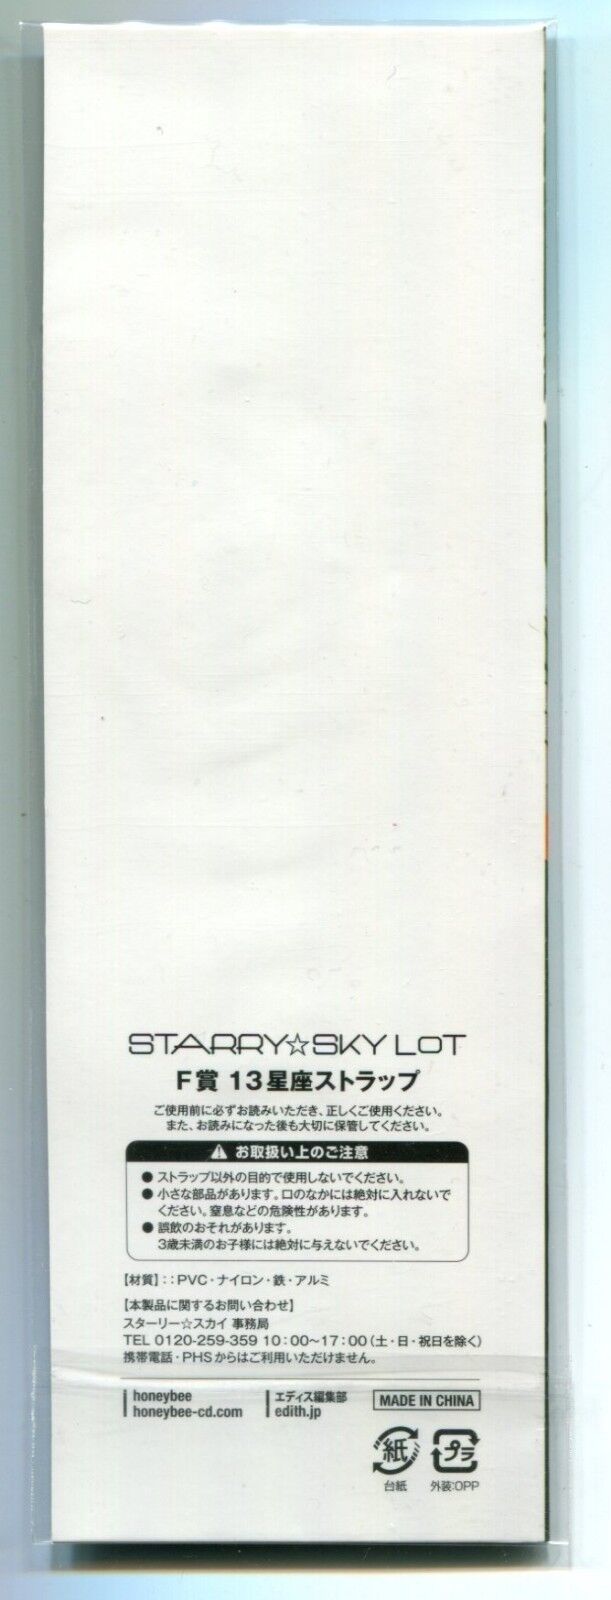 STARRY☆SKY LOT
F賞 13星座ストラップ
ご使用前に必ずお読みいただき、正しくご使用ください。
また、お読みになった後も大切に保管してください。
⚠ お取扱い上のご注意
● ストラップ以外の目的で使用しないでください。
● 小さな部品があります。口のなかには絶対に入れないで
ください。窒息などの危険性があります。
● 誤飲のおそれがあります。
3歳未満のお子様には絶対に与えないでください。
【材質】：：PVC・ナイロン・鉄・アルミ
【本製品に関するお問い合わせ】
スターリー☆スカイ 事務局
TEL 0120-259-359 10：00～17：00（土・日・祝日を除く）
携帯電話・PHSからはご利用いただけません。
honeybee
honeybee-cd.com
エディス編集部
edith.jp
MADE IN CHINA
紙
台紙
プラ
外装：OPP